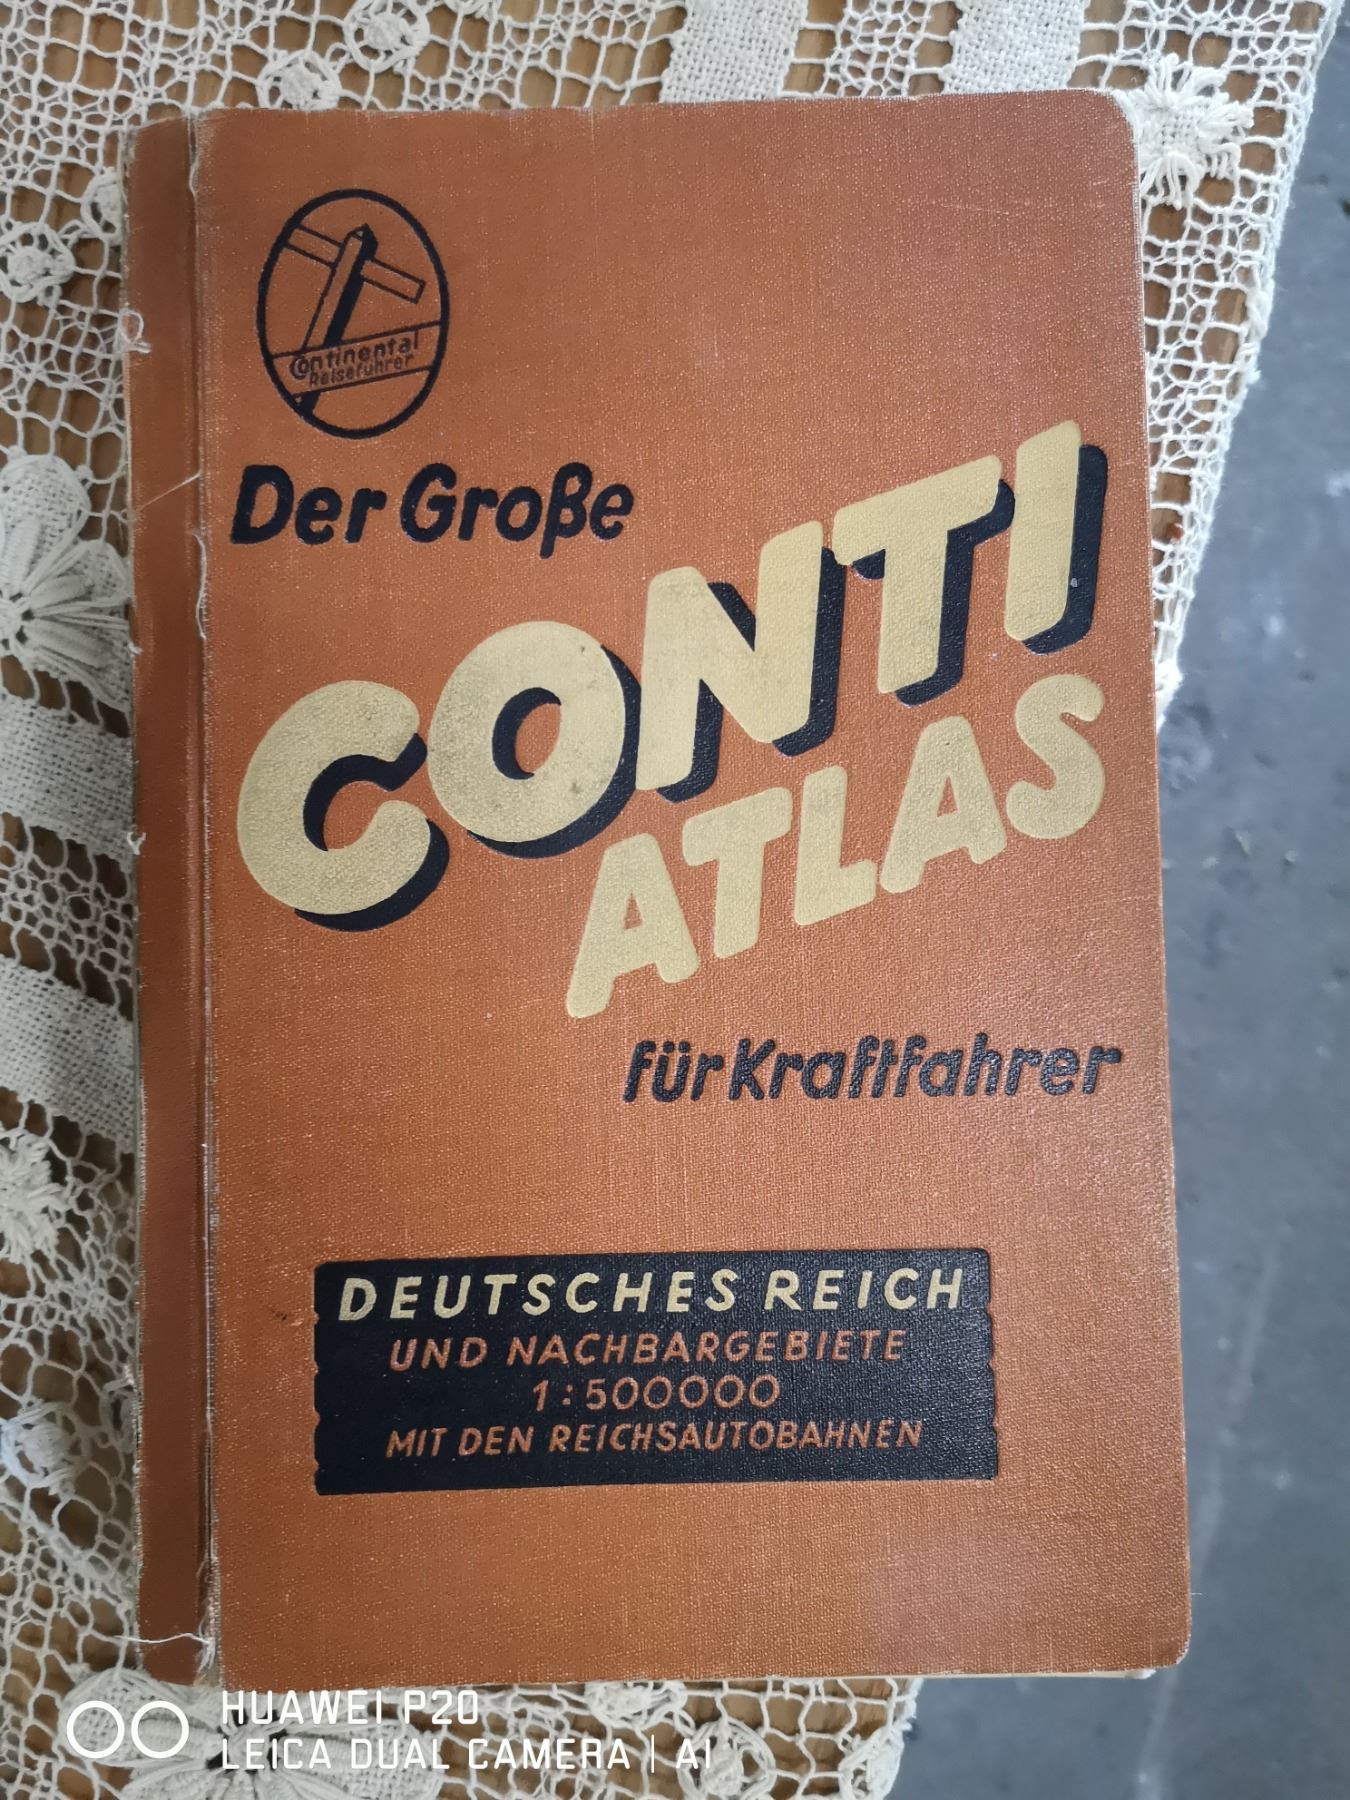 Continental
Reiseführer
Der Große
CONTI
ATLAS
für Kraftfahrer
DEUTSCHES REICH
UND NACHBARGEBIETE
1:500000
MIT DEN REICHSAUTOBAHNEN
HUAWEI P20
LEICA DUAL CAMERA | AI